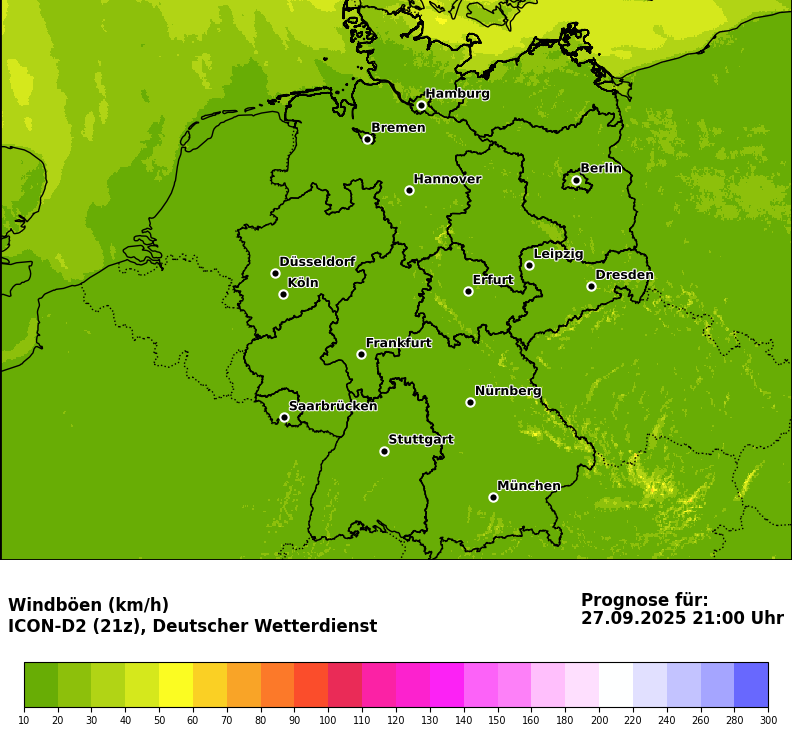 Hamburg
Bremen
Hannover
Berlin
Düsseldorf
Köln
Leipzig
Erfurt
Dresden
Frankfurt
Nürnberg
Saarbrücken
Stuttgart
München
Windböen (km/h)
ICON-D2 (21z), Deutscher Wetterdienst
Prognose für:
27.09.2025 21:00 Uhr
10 20 30 40 50 60 70 80 90 100 110 120 130 140 150 160 180 200 220 240 260 280 300